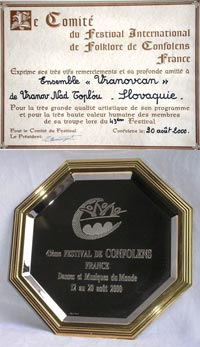 Le Comité
du Festival International
de Folklore de Confolens
France
Exprime ses très vifs remerciements et sa profonde amitié à
Ensemble « Vranovčan »
de Vranov Nad Topľou . Slovaquie.
Pour la très grande qualité artistique de son programme
et pour la très haute valeur humaine des membres
de sa troupe lors du 43ème Festival
Pour le Comité du Festival
Confolens le, 20 août 2000.
Le Président,
43ème FESTIVAL DE CONFOLENS
FRANCE
Danses et Musiques du Monde
12 au 20 août 2000